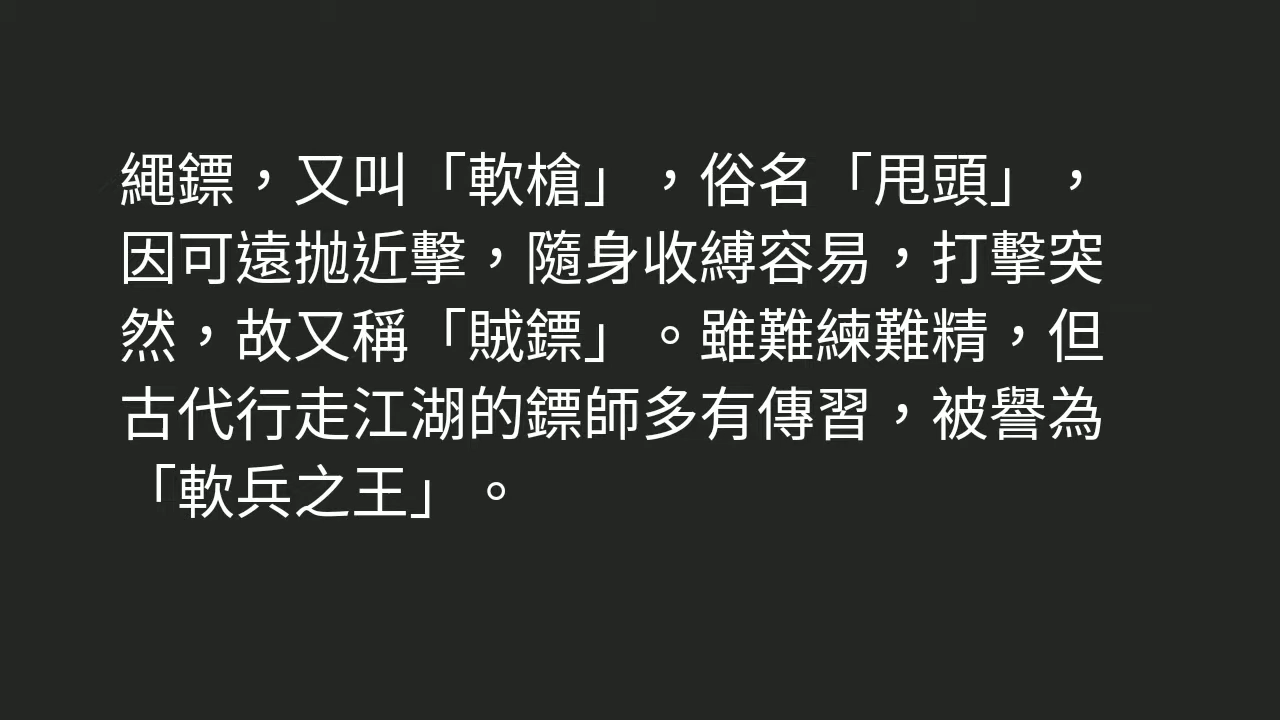 繩鏢，又叫「軟槍」，俗名「甩頭」，
因可遠拋近擊，隨身收縛容易，打擊突
然，故又稱「賊鏢」。雖難練難精，但
古代行走江湖的鏢師多有傳習，被譽為
「軟兵之王」。